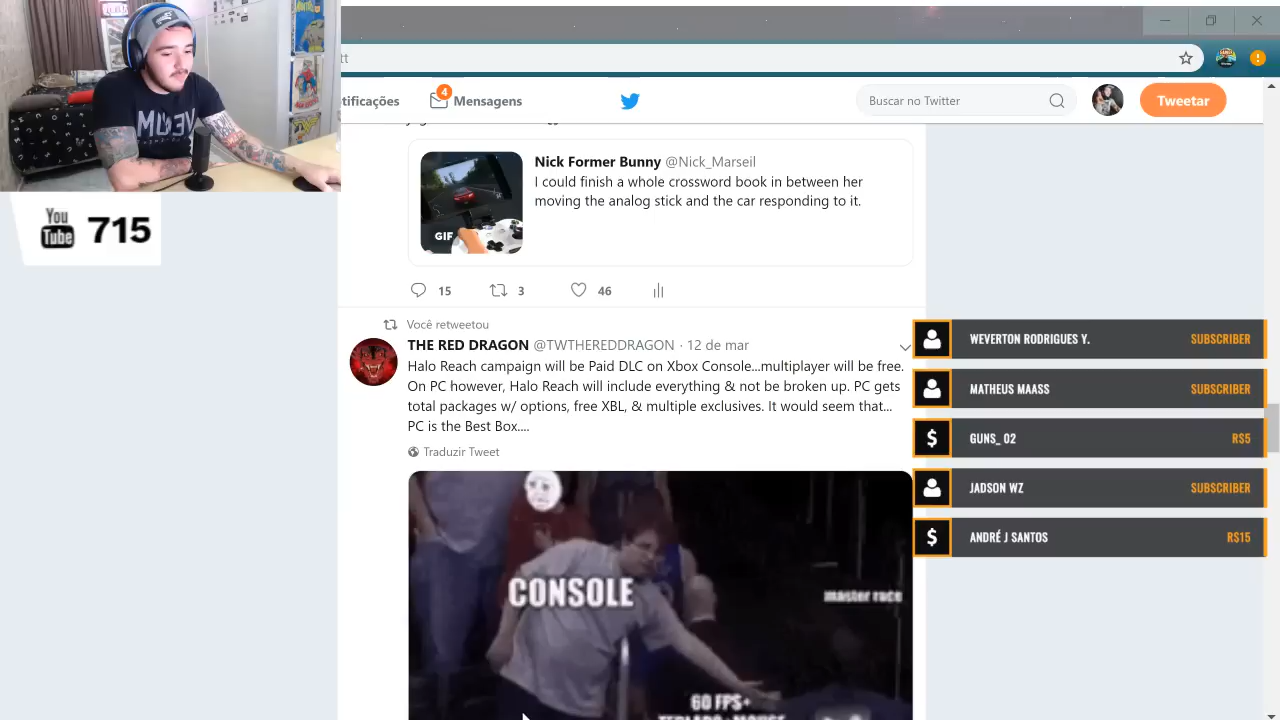 tt
otificações
4
Mensagens
Buscar no Twitter
Tweetar
Nick Former Bunny @Nick_Marseil
I could finish a whole crossword book in between her
moving the analog stick and the car responding to it.
GIF
15
3
46
You
Tube
715
Você retweetou
THE RED DRAGON @TWTHEREDDRAGON · 12 de mar
Halo Reach campaign will be Paid DLC on Xbox Console...multiplayer will be free.
On PC however, Halo Reach will include everything & not be broken up. PC gets
total packages w/ options, free XBL, & multiple exclusives. It would seem that...
PC is the Best Box....
Traduzir Tweet
WEVERTON RODRIGUES Y. SUBSCRIBER
MATHEUS MAASS SUBSCRIBER
GUNS_ 02 R$5
JADSON WZ SUBSCRIBER
ANDRÉ J SANTOS R$15
CONSOLE
master race
60 FPS+